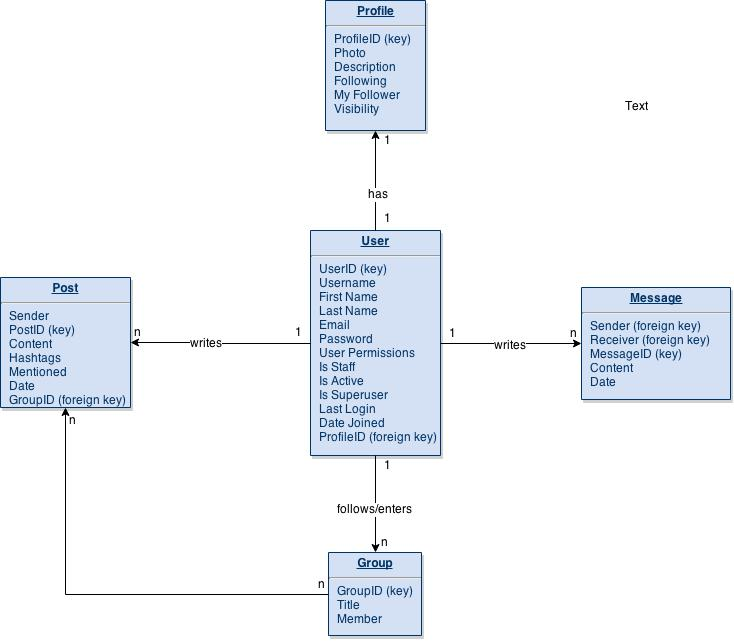 Profile
ProfileID (key)
Photo
Description
Following
My Follower
Visibility
Text
1
has
1
User
UserID (key)
Username
First Name
Last Name
Email
Password
User Permissions
Is Staff
Is Active
Is Superuser
Last Login
Date Joined
ProfileID (foreign key)
Post
Sender
PostID (key)
Content
Hashtags
Mentioned
Date
GroupID (foreign key)
n
writes
1
1
writes
n
Message
Sender (foreign key)
Receiver (foreign key)
MessageID (key)
Content
Date
n
1
follows/enters
n
n
Group
GroupID (key)
Title
Member